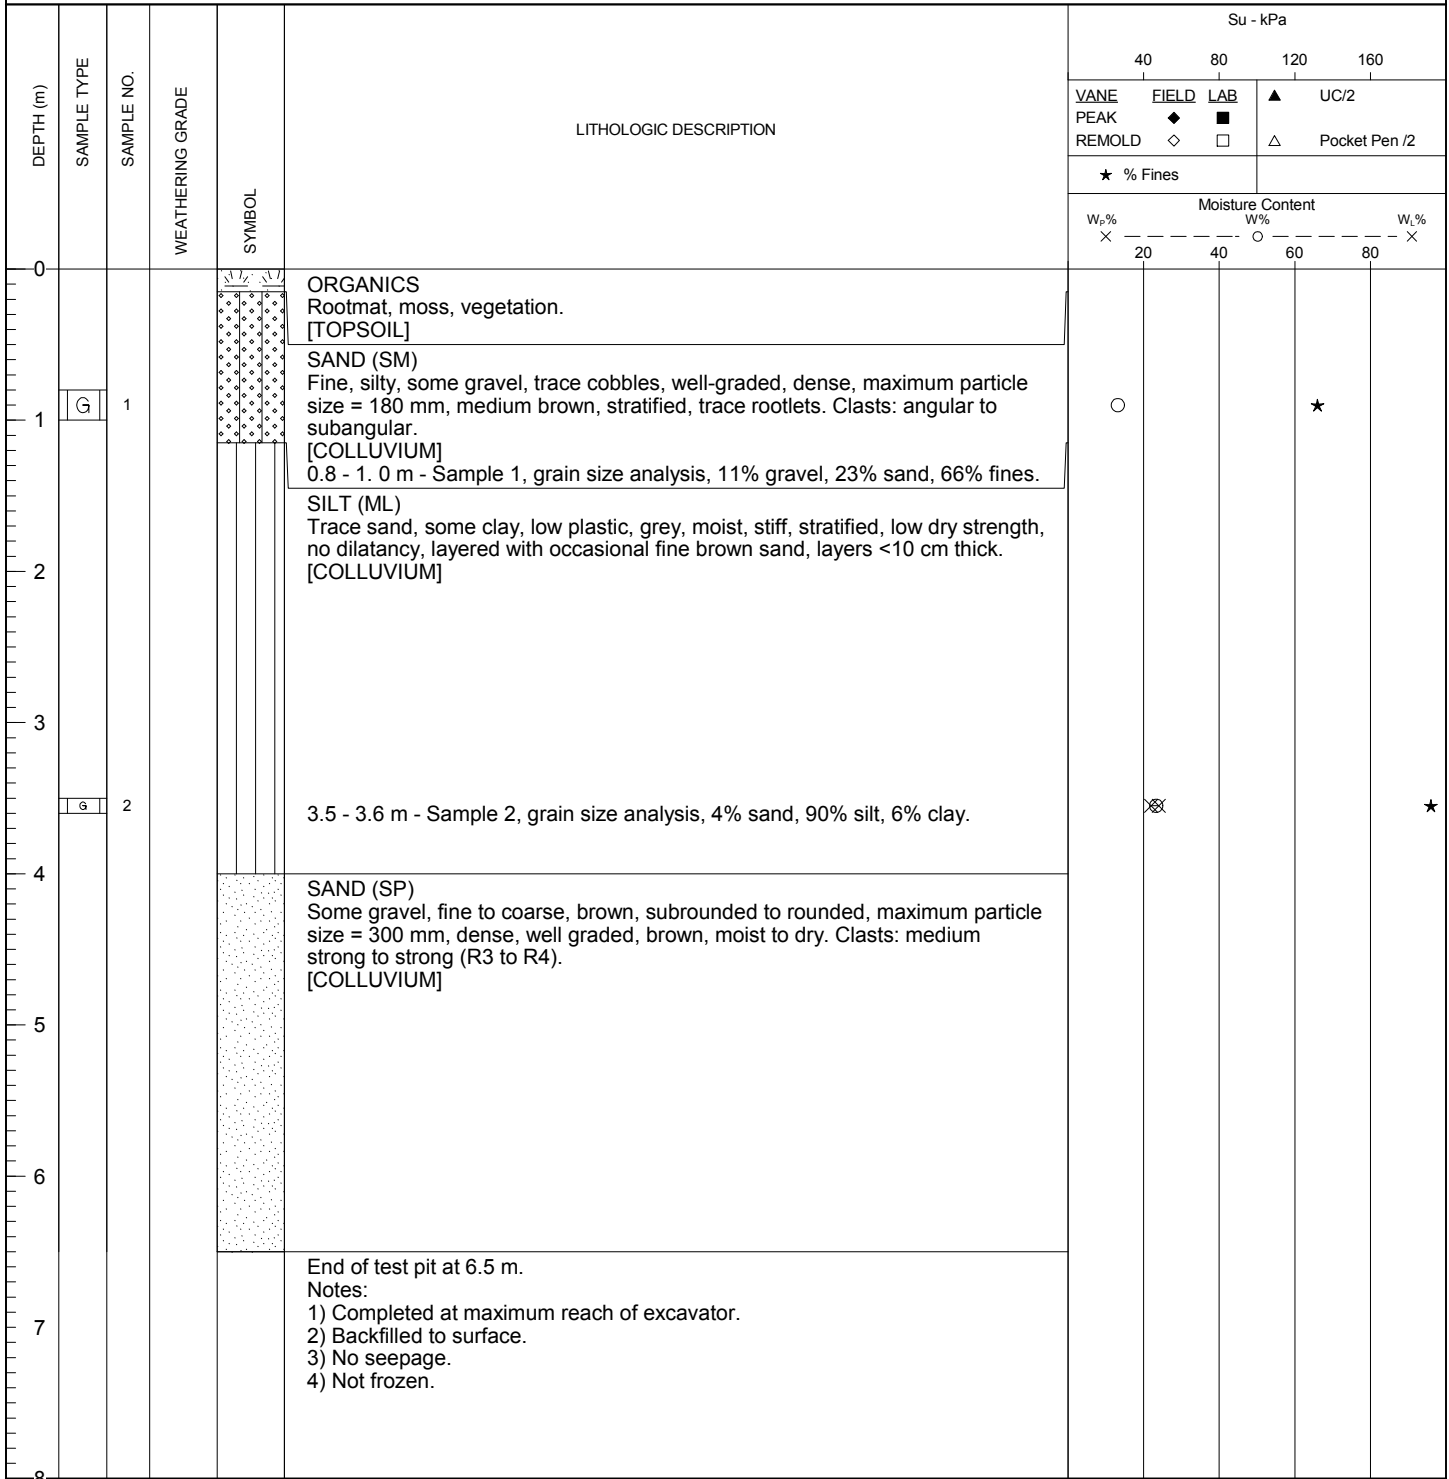 DEPTH (m)
SAMPLE TYPE
SAMPLE NO.
WEATHERING GRADE
SYMBOL
LITHOLOGIC DESCRIPTION
Su - kPa
40 80 120 160
VANE FIELD LAB ▲ UC/2
PEAK ◆ ■
REMOLD ◇ □ △ Pocket Pen /2
★ % Fines
Moisture Content
WP% W% WL%
20 40 60 80
0
ORGANICS
Rootmat, moss, vegetation.
[TOPSOIL]
SAND (SM)
Fine, silty, some gravel, trace cobbles, well-graded, dense, maximum particle
size = 180 mm, medium brown, stratified, trace rootlets. Clasts: angular to
subangular.
[COLLUVIUM]
G 1
1
0.8 - 1. 0 m - Sample 1, grain size analysis, 11% gravel, 23% sand, 66% fines.
SILT (ML)
Trace sand, some clay, low plastic, grey, moist, stiff, stratified, low dry strength,
no dilatancy, layered with occasional fine brown sand, layers <10 cm thick.
[COLLUVIUM]
2
3
G 2
3.5 - 3.6 m - Sample 2, grain size analysis, 4% sand, 90% silt, 6% clay.
4
SAND (SP)
Some gravel, fine to coarse, brown, subrounded to rounded, maximum particle
size = 300 mm, dense, well graded, brown, moist to dry. Clasts: medium
strong to strong (R3 to R4).
[COLLUVIUM]
5
6
End of test pit at 6.5 m.
Notes:
1) Completed at maximum reach of excavator.
7
2) Backfilled to surface.
3) No seepage.
4) Not frozen.
8